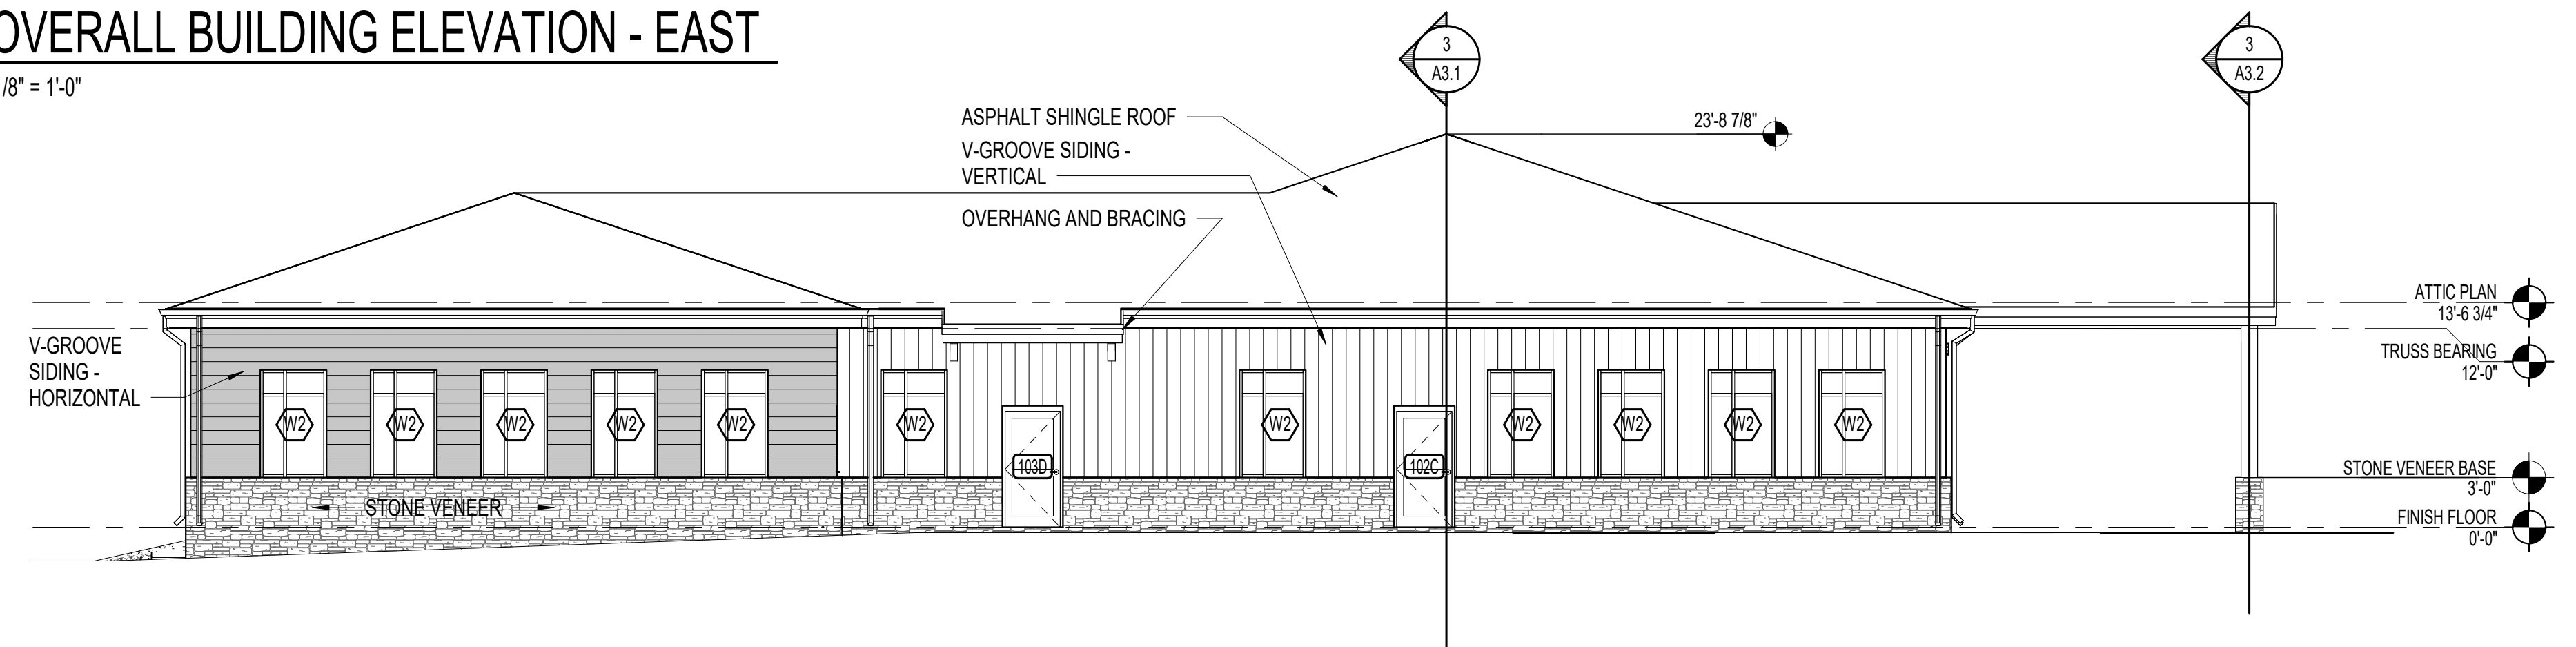 OVERALL BUILDING ELEVATION - EAST
/8" = 1'-0"
3
A3.1
3
A3.2
ASPHALT SHINGLE ROOF
V-GROOVE SIDING -
VERTICAL
OVERHANG AND BRACING
23'-8 7/8"
ATTIC PLAN
13'-6 3/4"
TRUSS BEARING
12'-0"
V-GROOVE
SIDING -
HORIZONTAL
W2
W2
W2
W2
W2
W2
W2
W2
W2
W2
W2
103D
102C
STONE VENEER
STONE VENEER BASE
3'-0"
FINISH FLOOR
0'-0"